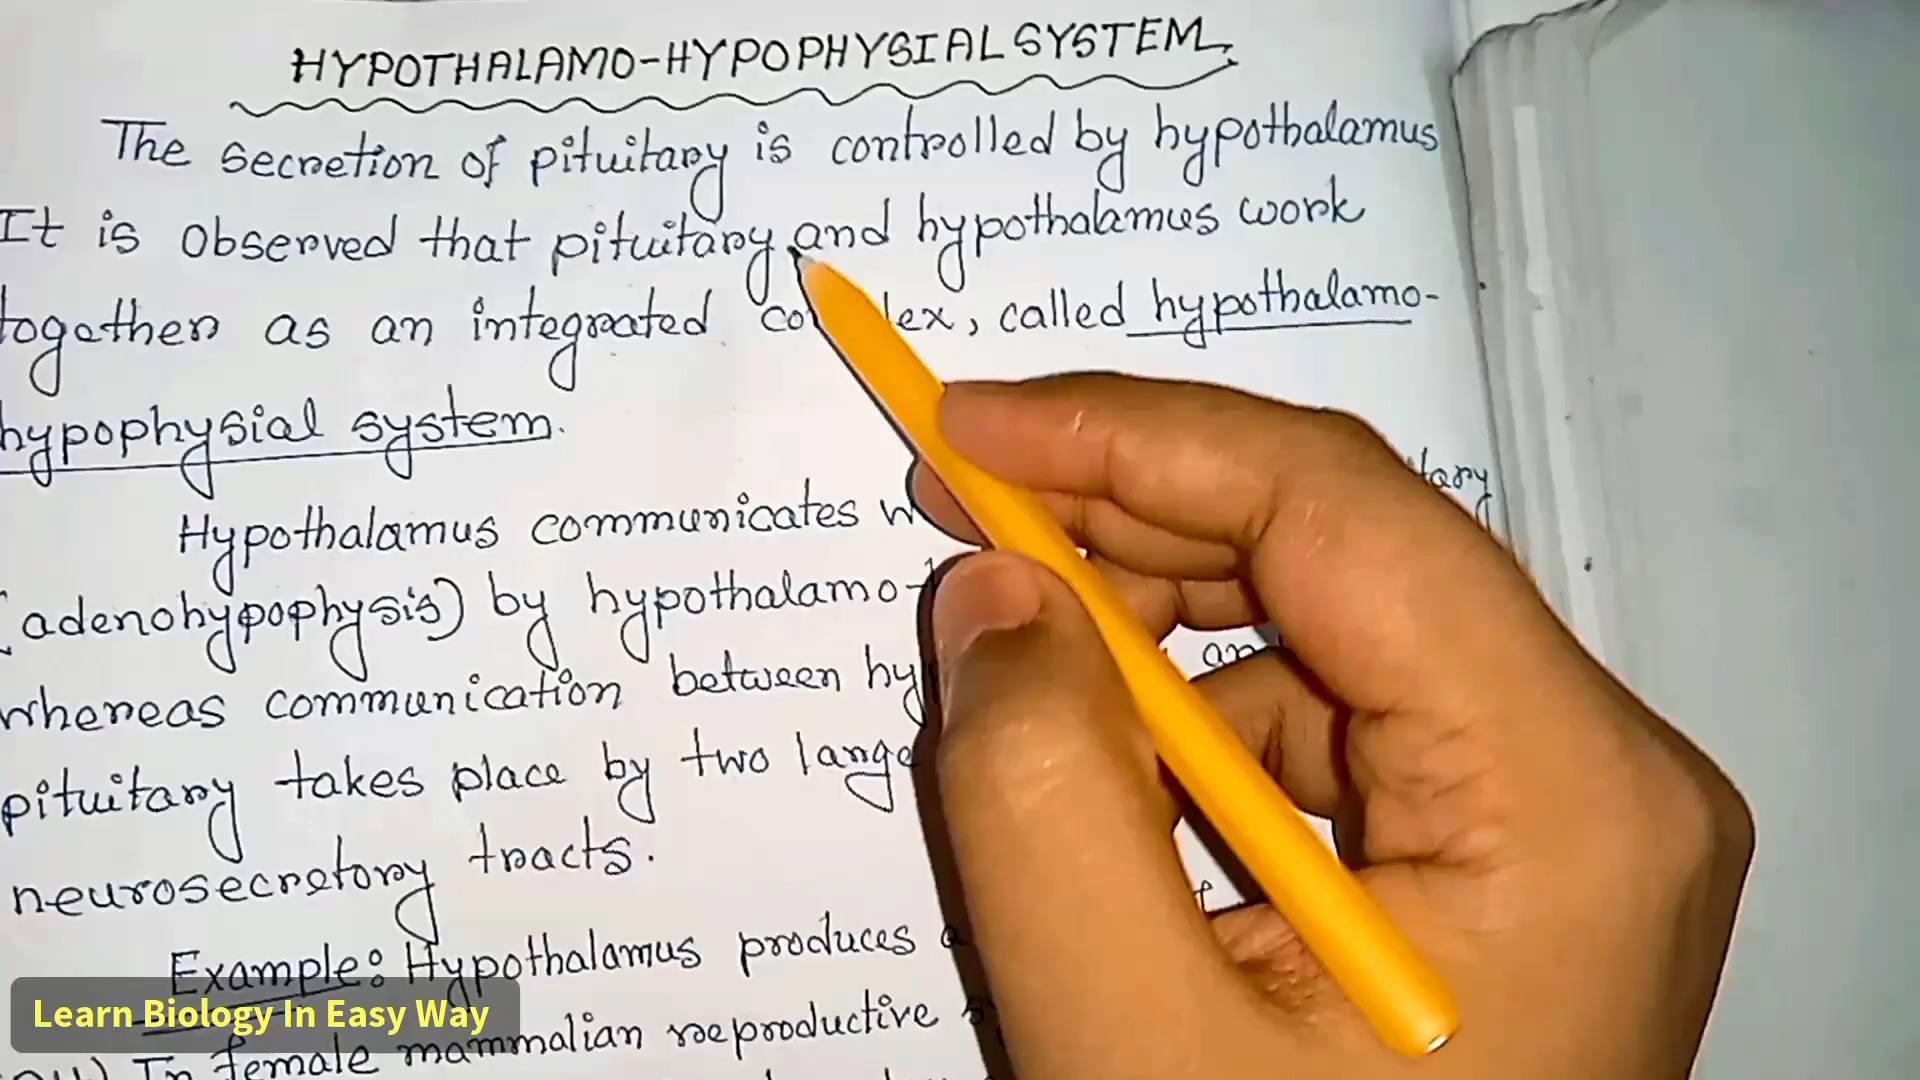 HYPOTHALAMO-HYPOPHYSIAL SYSTEM.
The secretion of pituitary is controlled by hypothalamus
It is observed that pituitary and hypothalamus work
together as an integrated called hypothalamo-
hypophysial system.
Hypothalamus communicates
(adenohypophysis) by hypothalamo-
whereas communication between
pituitary takes place by two large
neurosecretory tracts.
Example: Hypothalamus produces
In female mammalian reproductive
Learn Biology In Easy Way